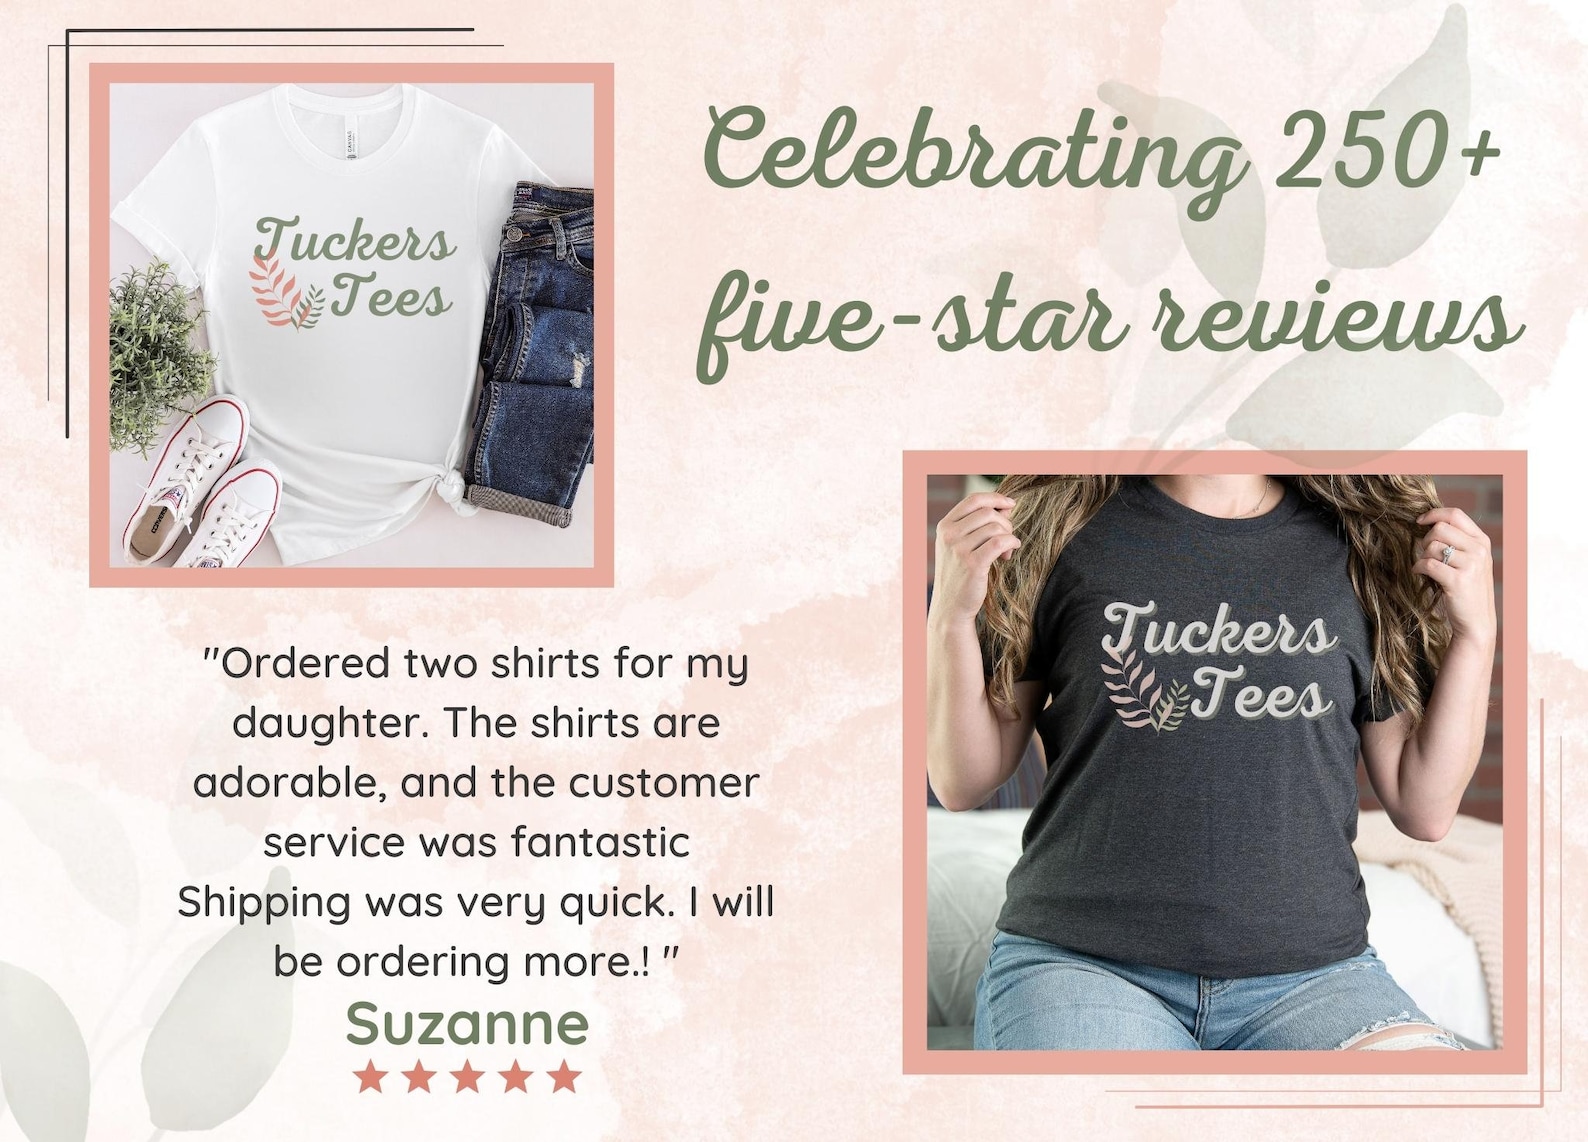 Celebrating 250+
five-star reviews
Tuckers
Tees
Tuckers
Tees
"Ordered two shirts for my
daughter. The shirts are
adorable, and the customer
service was fantastic
Shipping was very quick. I will
be ordering more.! "
Suzanne